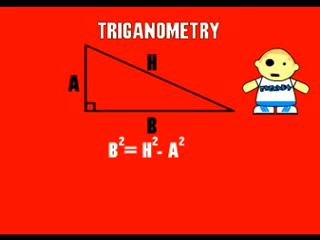 TRIGANOMETRY
H
A
B
B²= H²- A²